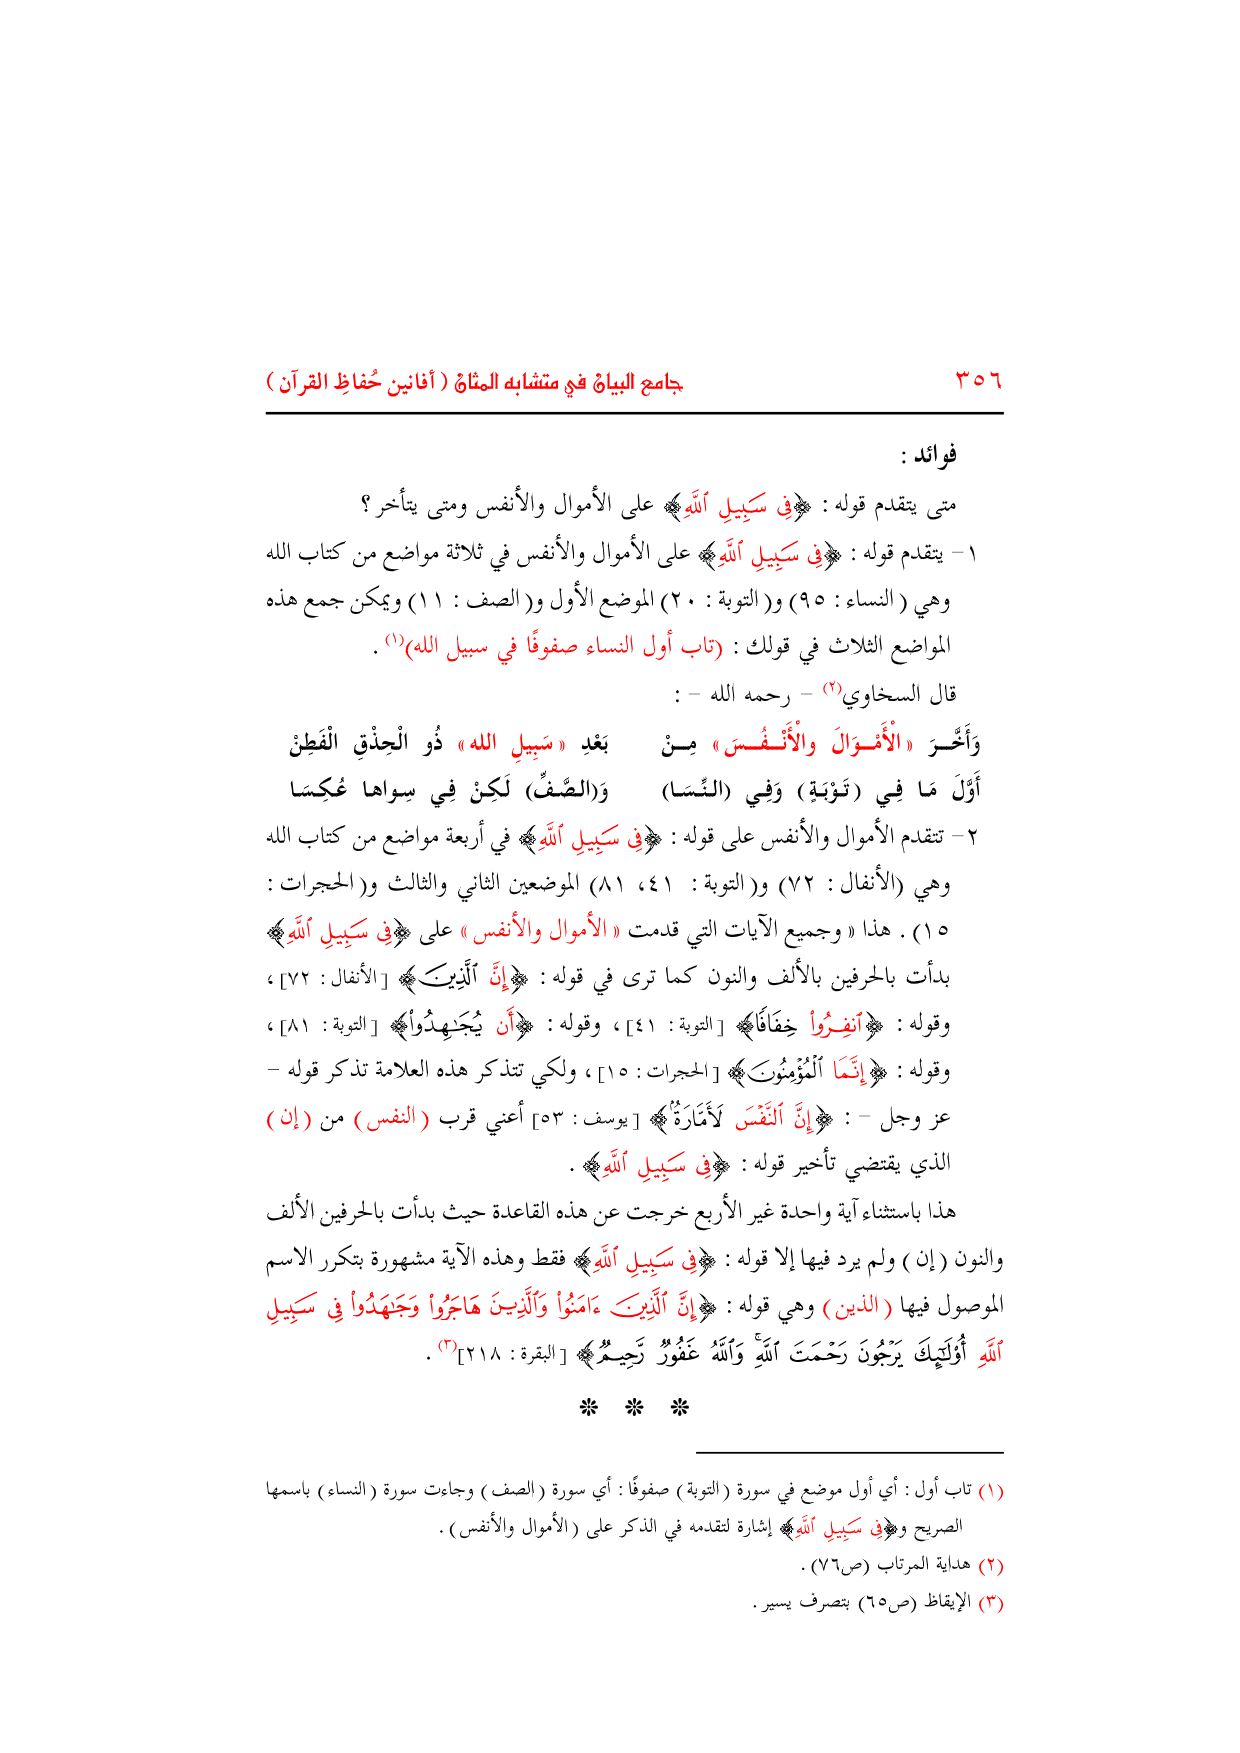 ٣٥٦ جامع البيان في متشابه المثان ( أفانين حُفاظِ القرآن )
فوائد :
متى يتقدم قوله : ﴿فِى سَبِيلِ ٱللَّهِ﴾ على الأموال والأنفس ومتى يتأخر ؟
١- يتقدم قوله : ﴿فِى سَبِيلِ ٱللَّهِ﴾ على الأموال والأنفس في ثلاثة مواضع من كتاب الله
وهي ( النساء : ٩٥) و( التوبة : ٢٠) الموضع الأول و( الصف : ١١) ويمكن جمع هذه
المواضع الثلاث في قولك : (تاب أول النساء صفوفًا في سبيل الله)(١) .
قال السخاوي(٢) - رحمه الله - :
وَأَخَّـرَ « الْأَمْـوَالَ والْأَنْـفُـسَ » مِـنْ بَعْدِ « سَبِيلِ الله » ذُو الْحِذْقِ الْفَطِنْ
أَوَّلَ مَا فِي (تَوْبَةٍ) وَفِي (النِّسَا) وَ(الصَّفِّ) لَكِنْ فِي سِواها عُكِسَا
٢- تتقدم الأموال والأنفس على قوله : ﴿فِى سَبِيلِ ٱللَّهِ﴾ في أربعة مواضع من كتاب الله
وهي (الأنفال : ٧٢) و( التوبة : ٤١، ٨١) الموضعين الثاني والثالث و( الحجرات :
١٥) . هذا « وجميع الآيات التي قدمت « الأموال والأنفس » على ﴿فِى سَبِيلِ ٱللَّهِ﴾
بدأت بالحرفين بالألف والنون كما ترى في قوله : ﴿إِنَّ ٱلَّذِينَ﴾ [الأنفال : ٧٢] ،
وقوله : ﴿ٱنفِرُوا۟ خِفَافًا﴾ [التوبة : ٤١] ، وقوله : ﴿أَن يُجَـٰهِدُوا۟﴾ [التوبة : ٨١] ،
وقوله : ﴿إِنَّمَا ٱلْمُؤْمِنُونَ﴾ [الحجرات : ١٥] ، ولكي تتذكر هذه العلامة تذكر قوله -
عز وجل - : ﴿إِنَّ ٱلنَّفْسَ لَأَمَّارَةٌۢ﴾ [يوسف : ٥٣] أعني قرب ( النفس ) من ( إن )
الذي يقتضي تأخير قوله : ﴿فِى سَبِيلِ ٱللَّهِ﴾ .
هذا باستثناء آية واحدة غير الأربع خرجت عن هذه القاعدة حيث بدأت بالحرفين الألف
والنون ( إن ) ولم يرد فيها إلا قوله : ﴿فِى سَبِيلِ ٱللَّهِ﴾ فقط وهذه الآية مشهورة بتكرر الاسم
الموصول فيها ( الذين ) وهي قوله : ﴿إِنَّ ٱلَّذِينَ ءَامَنُوا۟ وَٱلَّذِينَ هَاجَرُوا۟ وَجَـٰهَدُوا۟ فِى سَبِيلِ
ٱللَّهِ أُو۟لَـٰٓئِكَ يَرْجُونَ رَحْمَتَ ٱللَّهِ ۚ وَٱللَّهُ غَفُورٌ رَّحِيمٌ﴾ [البقرة : ٢١٨](٣) .
* * *
(١) تاب أول : أي أول موضع في سورة ( التوبة ) صفوفًا : أي سورة ( الصف ) وجاءت سورة ( النساء ) باسمها
الصريح و﴿فِى سَبِيلِ ٱللَّهِ﴾ إشارة لتقدمه في الذكر على ( الأموال والأنفس ) .
(٢) هداية المرتاب (ص٧٦) .
(٣) الإيقاظ (ص٦٥) بتصرف يسير .